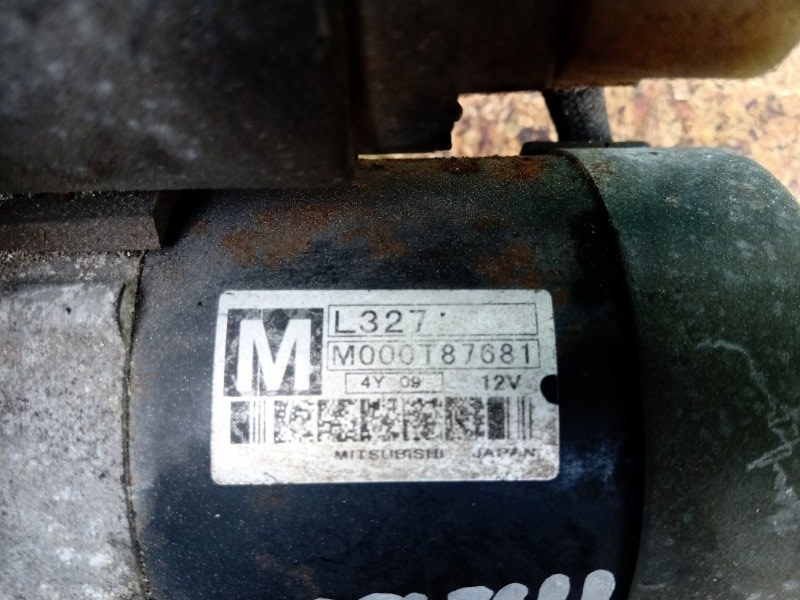 M
L327
M000T87681
4Y 09 12V
MITSUBISHI JAPAN